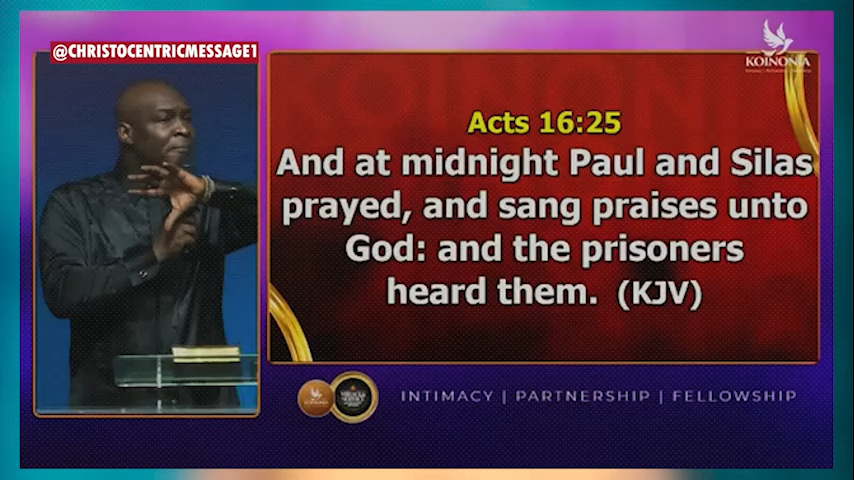 @CHRISTOCENTRICMESSAGE1
KOINONIA
Acts 16:25
And at midnight Paul and Silas
prayed, and sang praises unto
God: and the prisoners
heard them. (KJV)
INTIMACY | PARTNERSHIP | FELLOWSHIP